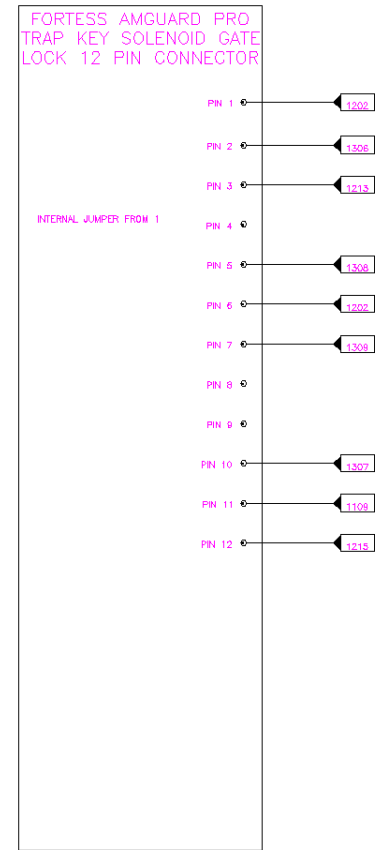 FORTESS AMGUARD PRO
TRAP KEY SOLENOID GATE
LOCK 12 PIN CONNECTOR
PIN 1 1202
PIN 2 1306
PIN 3 1213
INTERNAL JUMPER FROM 1 PIN 4
PIN 5 1308
PIN 6 1202
PIN 7 1309
PIN 8
PIN 9
PIN 10 1307
PIN 11 1109
PIN 12 1215